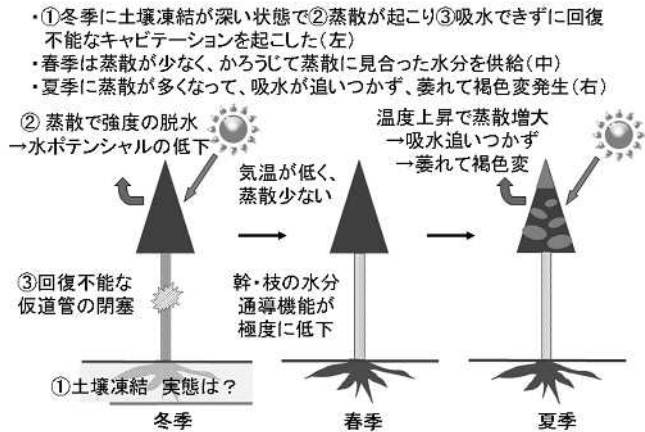 ・①冬季に土壌凍結が深い状態で②蒸散が起こり③吸水できずに回復
不能なキャビテーションを起こした(左)
・春季は蒸散が少なく、かろうじて蒸散に見合った水分を供給(中)
・夏季に蒸散が多くなって、吸水が追いつかず、萎れて褐色変発生(右)
② 蒸散で強度の脱水
→水ポテンシャルの低下
気温が低く、
蒸散少ない
温度上昇で蒸散増大
→吸水追いつかず
→萎れて褐色変
③回復不能な
仮道管の閉塞
幹・枝の水分
通導機能が
極度に低下
①土壌凍結 実態は？
冬季
春季
夏季